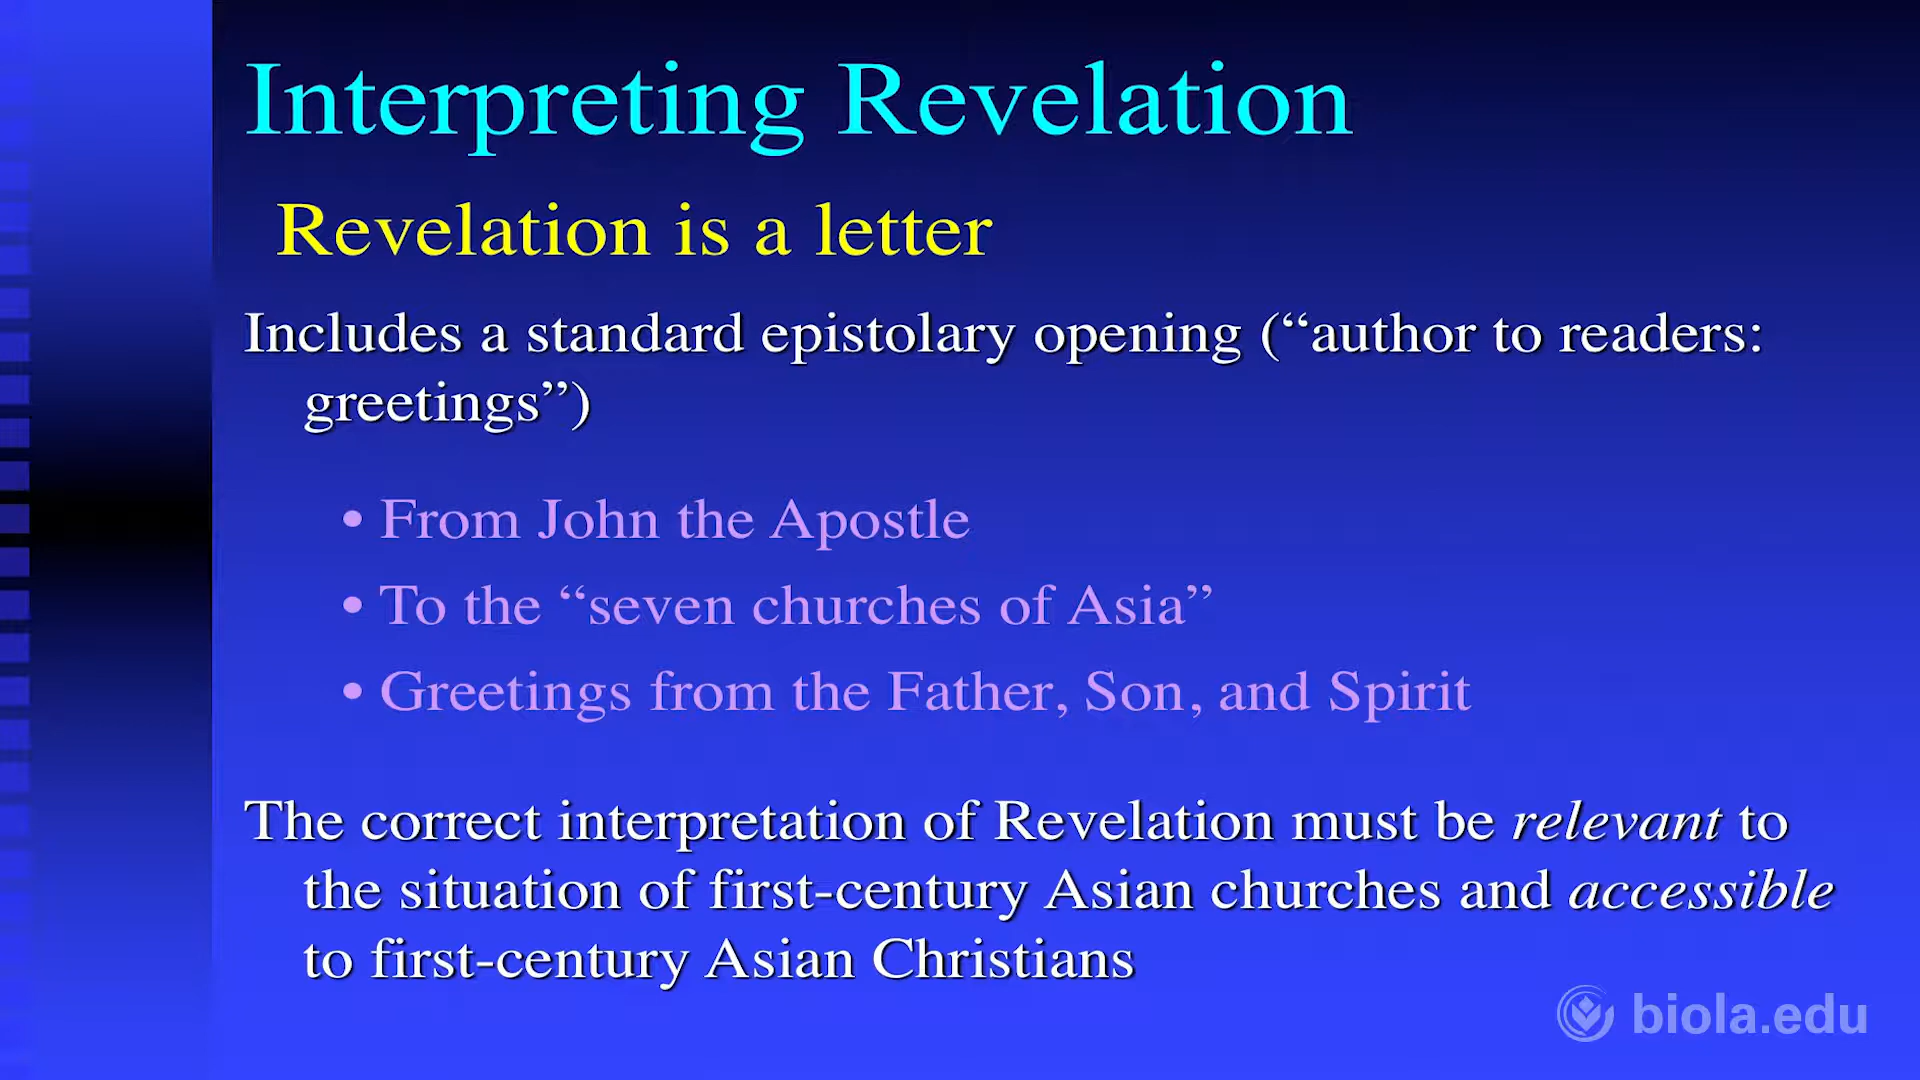 Interpreting Revelation
Revelation is a letter
Includes a standard epistolary opening (“author to readers:
greetings”)
• From John the Apostle
• To the “seven churches of Asia”
• Greetings from the Father, Son, and Spirit
The correct interpretation of Revelation must be relevant to
the situation of first-century Asian churches and accessible
to first-century Asian Christians
biola.edu